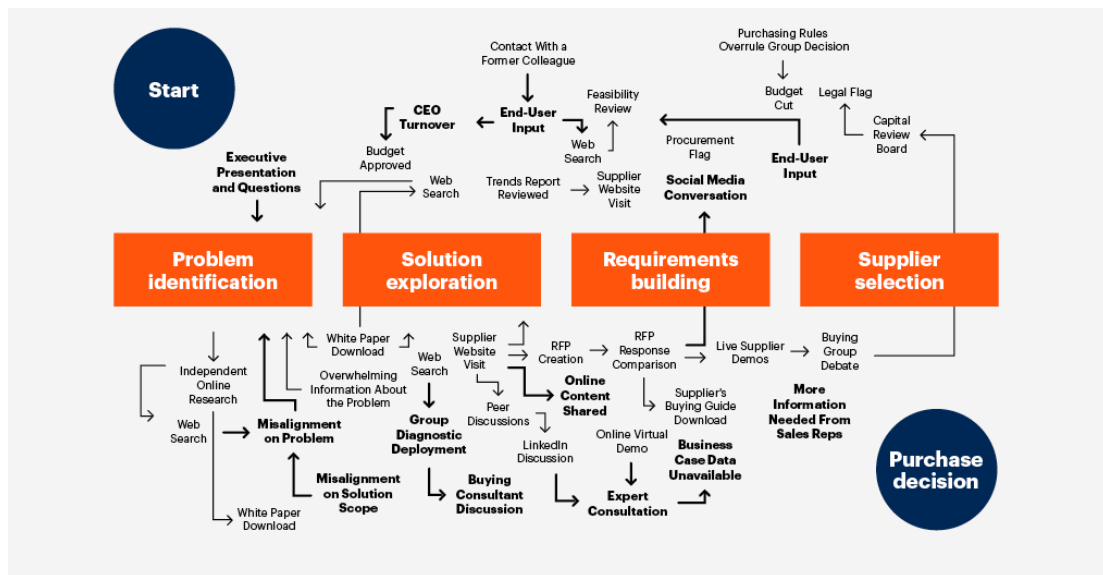 Start
Contact With a
Former Colleague
Purchasing Rules
Overrule Group Decision
CEO
Turnover
End-User
Input
Feasibility
Review
Budget
Cut
Legal Flag
Budget
Approved
Web
Search
Procurement
Flag
End-User
Input
Capital
Review
Board
Executive
Presentation
and Questions
Web
Search
Trends Report
Reviewed
Supplier
Website
Visit
Social Media
Conversation
Problem
identification
Solution
exploration
Requirements
building
Supplier
selection
Independent
Online
Research
White Paper
Download
Overwhelming
Information About
the Problem
Web
Search
Supplier
Website
Visit
RFP
Creation
RFP
Response
Comparison
Live Supplier
Demos
Buying
Group
Debate
Web
Search
Misalignment
on Problem
Group
Diagnostic
Deployment
Peer
Discussions
Online
Content
Shared
Supplier's
Buying Guide
Download
More
Information
Needed From
Sales Reps
LinkedIn
Discussion
Online Virtual
Demo
Business
Case Data
Unavailable
Misalignment
on Solution
Scope
Buying
Consultant
Discussion
Expert
Consultation
White Paper
Download
Purchase
decision